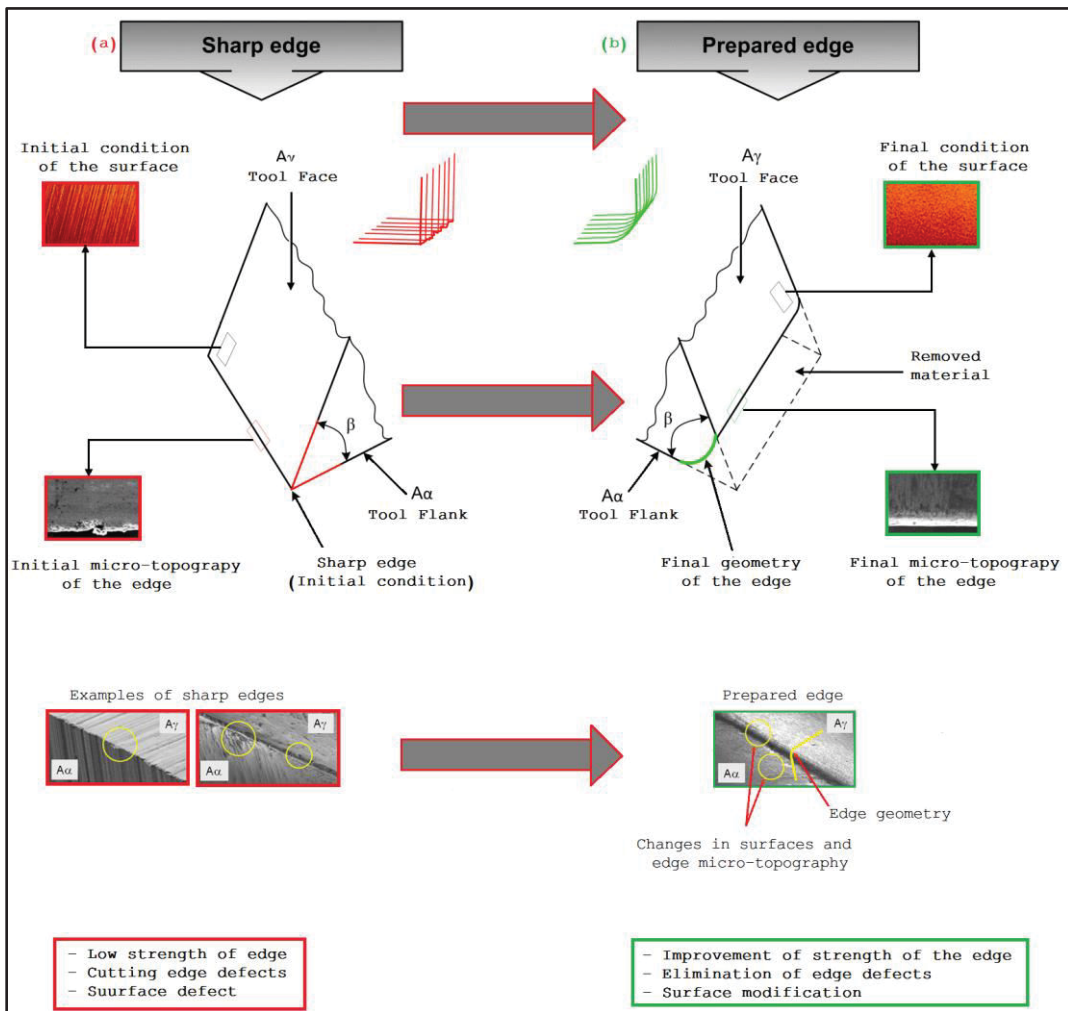 (a)
Sharp edge
(b)
Prepared edge
Initial condition
of the surface
Aγ
Tool Face
Aγ
Tool Face
Final condition
of the surface
Removed
material
β
β
Aα
Tool Flank
Aα
Tool Flank
Initial micro-topograpy
of the edge
Sharp edge
(Initial condition)
Final geometry
of the edge
Final micro-topograpy
of the edge
Examples of sharp edges
Prepared edge
Aγ
Aα
Aγ
Aα
Aγ
Aα
Edge geometry
Changes in surfaces and
edge micro-topography
- Low strength of edge
- Cutting edge defects
- Suurface defect
- Improvement of strength of the edge
- Elimination of edge defects
- Surface modification